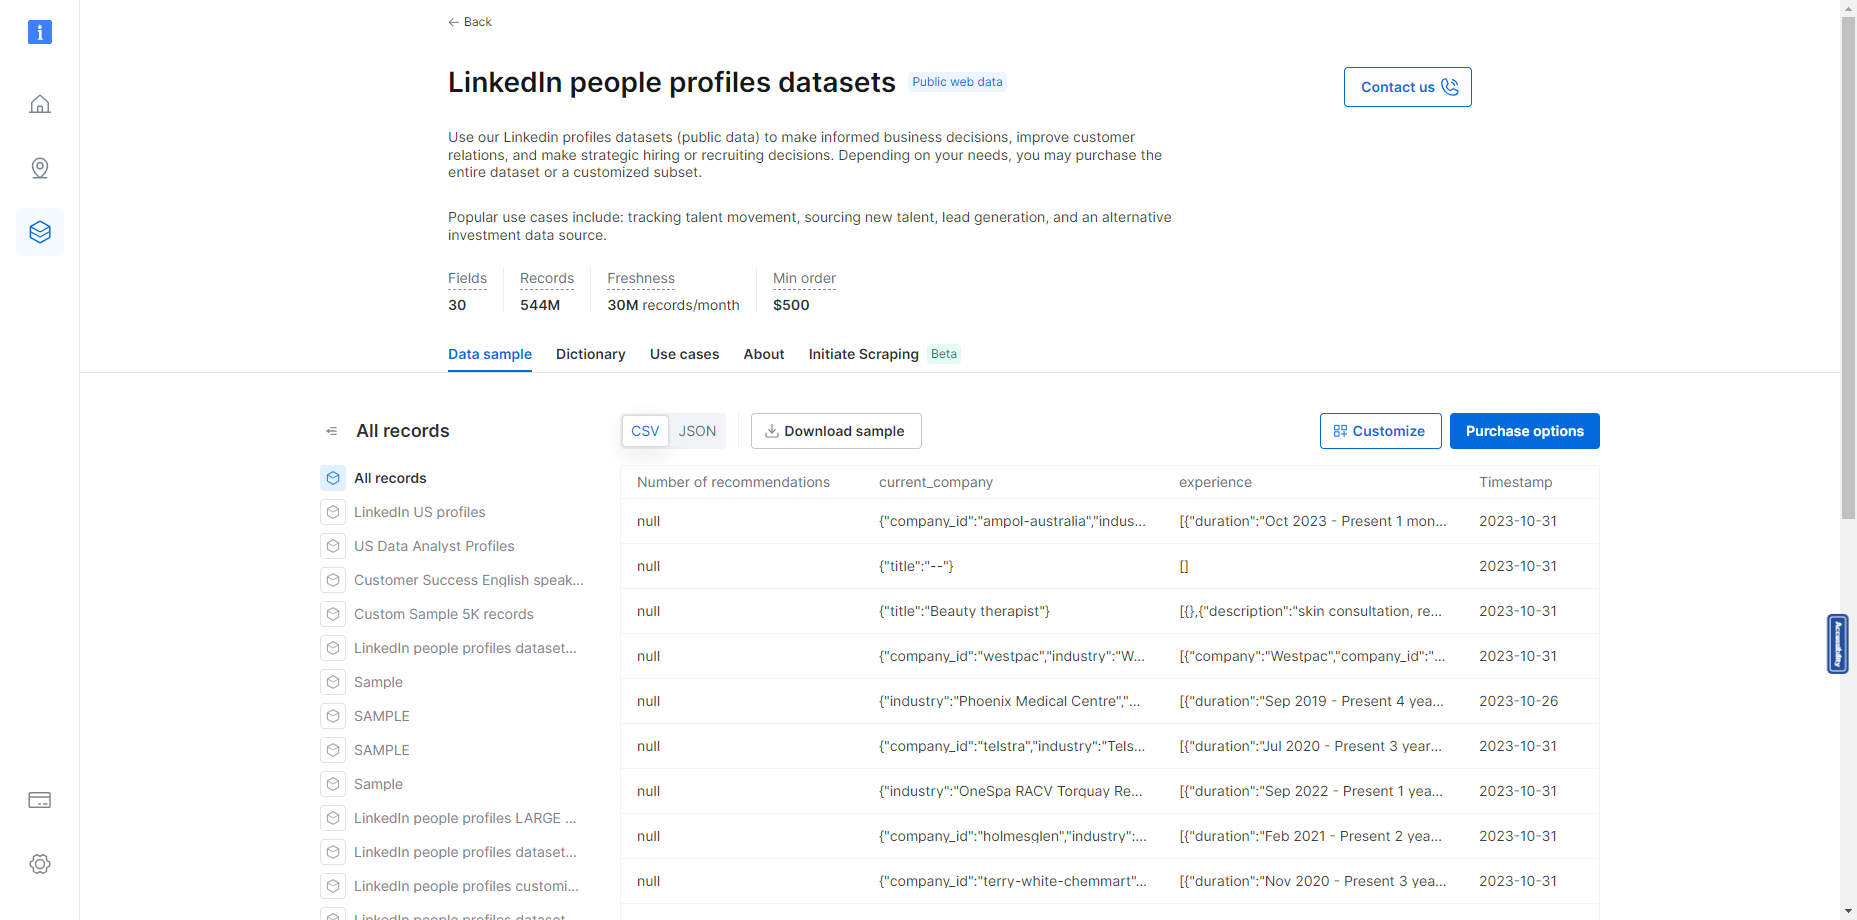 ← Back
LinkedIn people profiles datasets
Public web data
Contact us
Use our Linkedin profiles datasets (public data) to make informed business decisions, improve customer
relations, and make strategic hiring or recruiting decisions. Depending on your needs, you may purchase the
entire dataset or a customized subset.
Popular use cases include: tracking talent movement, sourcing new talent, lead generation, and an alternative
investment data source.
Fields Records Freshness Min order
30 544M 30M records/month $500
Data sample Dictionary Use cases About Initiate Scraping Beta
All records
All records
LinkedIn US profiles
US Data Analyst Profiles
Customer Success English speak...
Custom Sample 5K records
LinkedIn people profiles dataset...
Sample
SAMPLE
SAMPLE
Sample
LinkedIn people profiles LARGE ...
LinkedIn people profiles dataset...
LinkedIn people profiles customi...
LinkedIn people profiles dataset
CSV JSON Download sample Customize Purchase options
Number of recommendations current_company experience Timestamp
null {"company_id":"ampol-australia","indus... [{"duration":"Oct 2023 - Present 1 mon... 2023-10-31
null {"title":"--"} [] 2023-10-31
null {"title":"Beauty therapist"} [{},{"description":"skin consultation, re... 2023-10-31
null {"company_id":"westpac","industry":"W... [{"company":"Westpac","company_id":"... 2023-10-31
null {"industry":"Phoenix Medical Centre","... [{"duration":"Sep 2019 - Present 4 yea... 2023-10-26
null {"company_id":"telstra","industry":"Tels... [{"duration":"Jul 2020 - Present 3 year... 2023-10-31
null {"industry":"OneSpa RACV Torquay Re... [{"duration":"Sep 2022 - Present 1 yea... 2023-10-31
null {"company_id":"holmesglen","industry":... [{"duration":"Feb 2021 - Present 2 yea... 2023-10-31
null {"company_id":"terry-white-chemmart"... [{"duration":"Nov 2020 - Present 3 yea... 2023-10-31
Accessibility